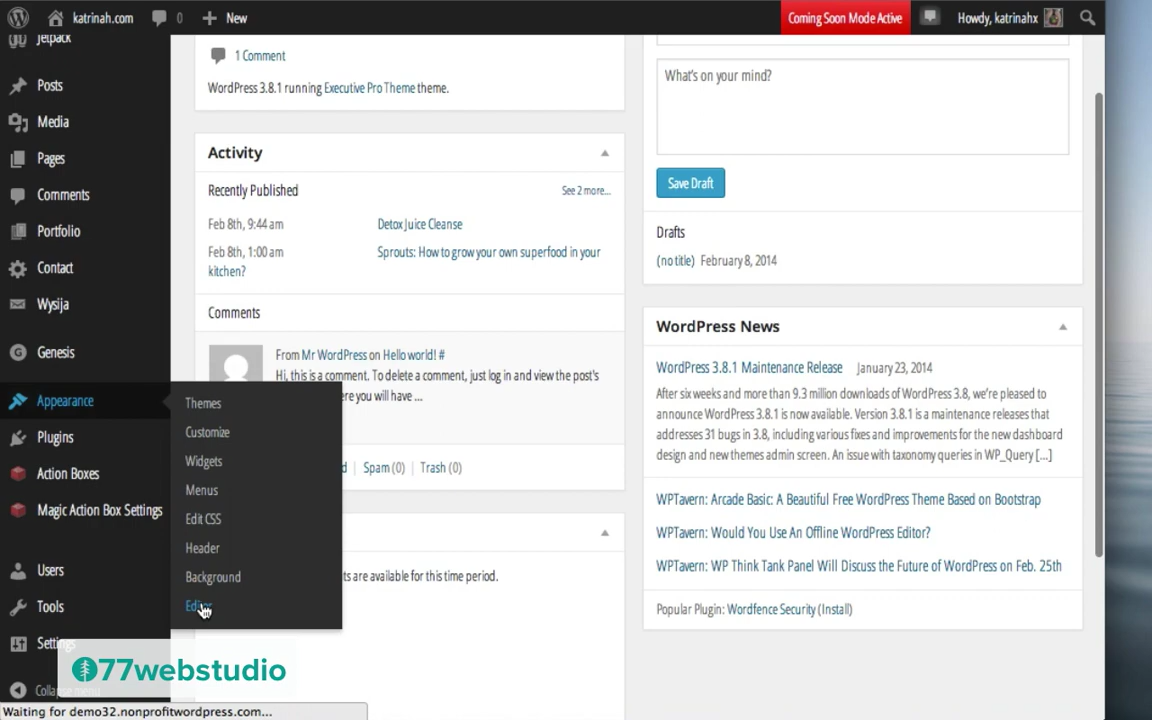 katrinah.com
0
New
Coming Soon Mode Active
Howdy, katrinahx
Jetpack
Posts
Media
Pages
Comments
Portfolio
Contact
Wysija
Genesis
Appearance
Plugins
Action Boxes
Magic Action Box Settings
Users
Tools
Settings
Collapse menu
Themes
Customize
Widgets
Menus
Edit CSS
Header
Background
Editor
1 Comment
WordPress 3.8.1 running Executive Pro Theme theme.
Activity
Recently Published
See 2 more...
Feb 8th, 9:44 am Detox Juice Cleanse
Feb 8th, 1:00 am Sprouts: How to grow your own superfood in your
kitchen?
Comments
From Mr WordPress on Hello world! #
Hi, this is a comment. To delete a comment, just log in and view the post's
ere you will have ...
d | Spam (0) | Trash (0)
ts are available for this time period.
What's on your mind?
Save Draft
Drafts
(no title) February 8, 2014
WordPress News
WordPress 3.8.1 Maintenance Release January 23, 2014
After six weeks and more than 9.3 million downloads of WordPress 3.8, we're pleased to
announce WordPress 3.8.1 is now available. Version 3.8.1 is a maintenance releases that
addresses 31 bugs in 3.8, including various fixes and improvements for the new dashboard
design and new themes admin screen. An issue with taxonomy queries in WP_Query [...]
WPTavern: Arcade Basic: A Beautiful Free WordPress Theme Based on Bootstrap
WPTavern: Would You Use An Offline WordPress Editor?
WPTavern: WP Think Tank Panel Will Discuss the Future of WordPress on Feb. 25th
Popular Plugin: Wordfence Security (Install)
77webstudio
Waiting for demo32.nonprofitwordpress.com...